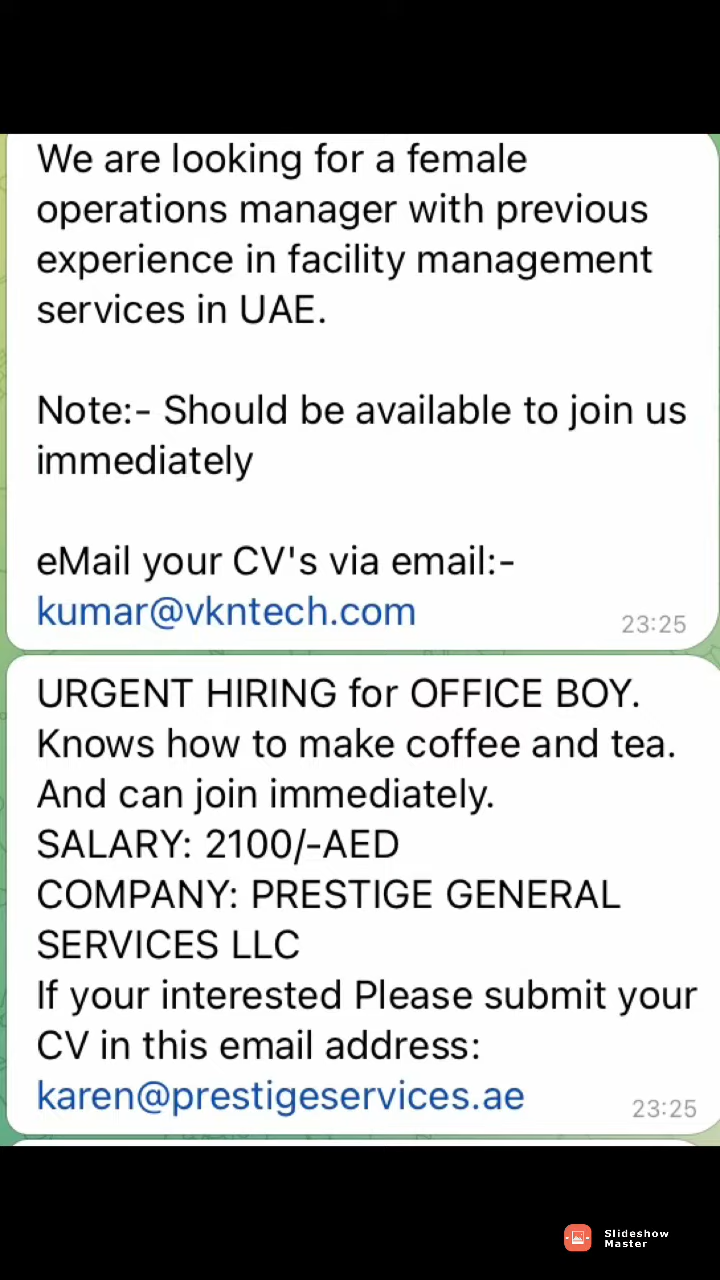 We are looking for a female
operations manager with previous
experience in facility management
services in UAE.
Note:- Should be available to join us
immediately
eMail your CV's via email:-
kumar@vkntech.com
23:25
URGENT HIRING for OFFICE BOY.
Knows how to make coffee and tea.
And can join immediately.
SALARY: 2100/-AED
COMPANY: PRESTIGE GENERAL
SERVICES LLC
If your interested Please submit your
CV in this email address:
karen@prestigeservices.ae
23:25
Slideshow
Master